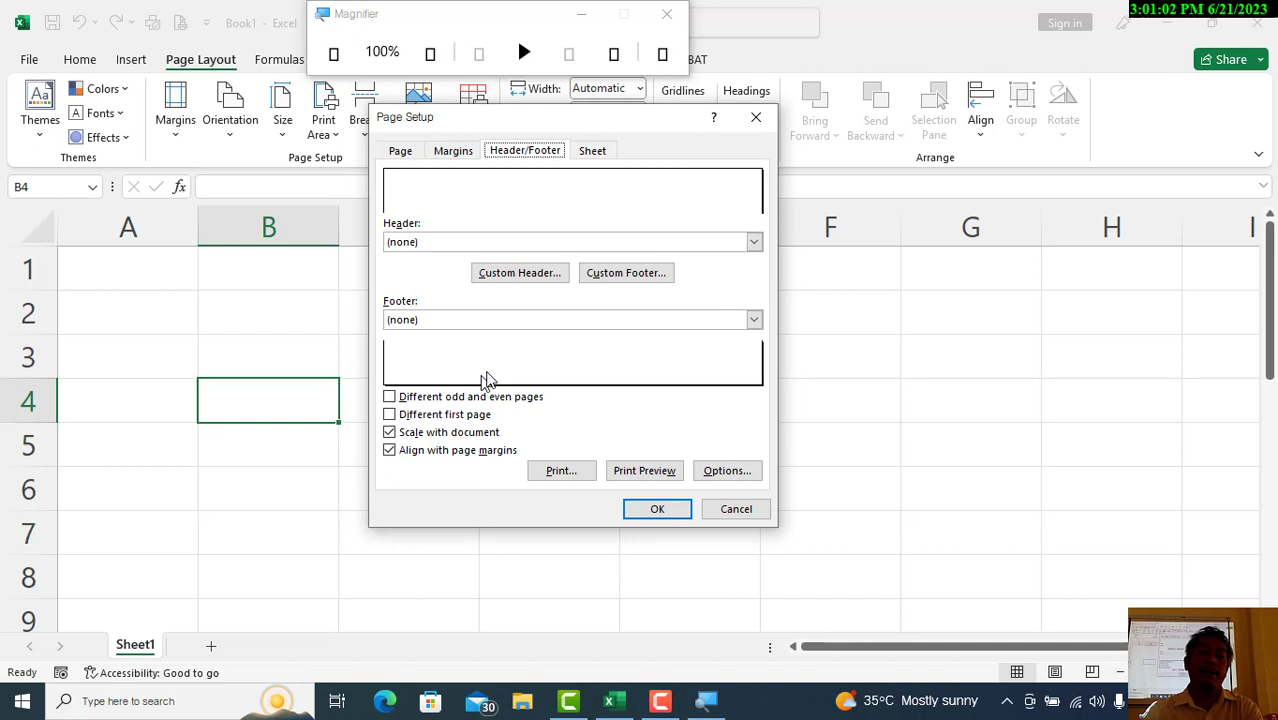 Book1 - Excel
Magnifier
3:01:02 PM 6/21/2023
Sign in
100%
File
Home
Insert
Page Layout
Formulas
BAT
Share
Themes
Colors
Fonts
Effects
Margins
Orientation
Size
Print
Area
Width:
Automatic
Gridlines
Headings
Bring
Forward
Send
Backward
Selection
Pane
Align
Group
Rotate
Themes
Page Setup
Arrange
B4
fx
Page Setup
?
Page
Margins
Header/Footer
Sheet
Header:
(none)
Custom Header...
Custom Footer...
Footer:
(none)
Different odd and even pages
Different first page
Scale with document
Align with page margins
Print...
Print Preview
Options...
OK
Cancel
A
B
F
G
H
I
1
2
3
4
5
6
7
8
9
Sheet1
Ready
Accessibility: Good to go
Type here to search
30
35°C Mostly sunny